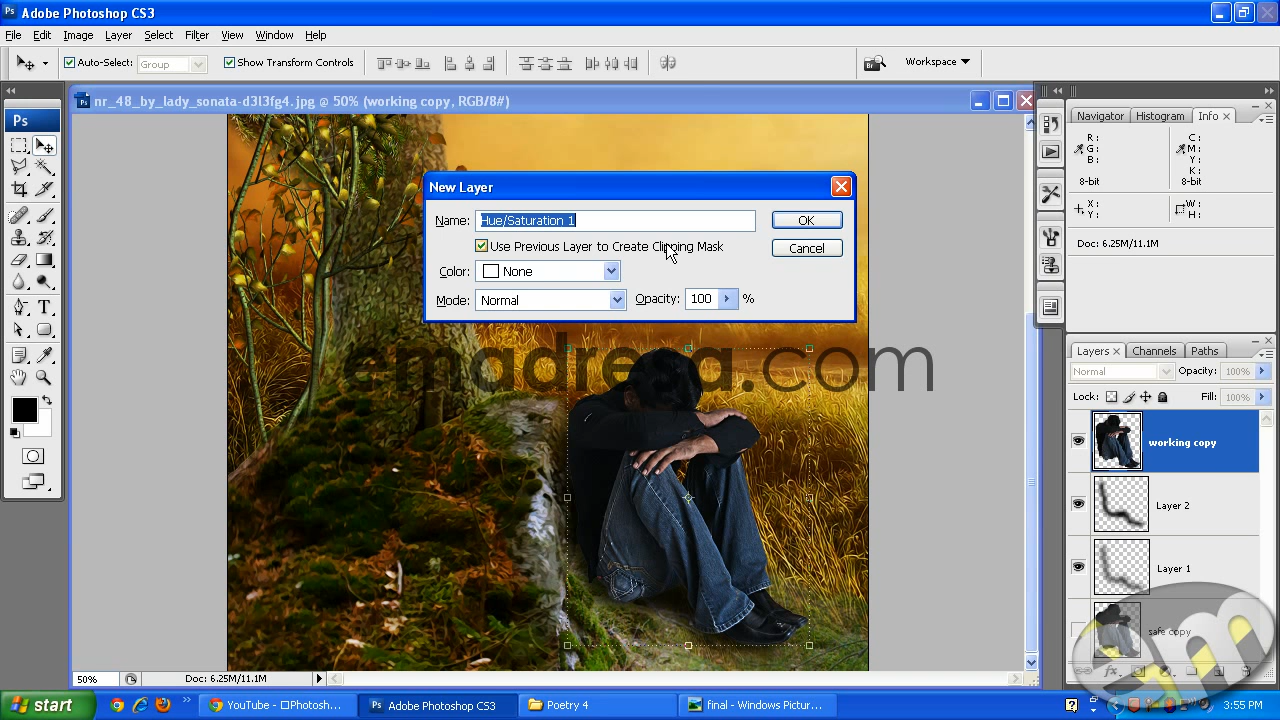 Ps Adobe Photoshop CS3
File Edit Image Layer Select Filter View Window Help
Auto-Select: Group Show Transform Controls Br Workspace
nr_48_by_lady_sonata-d3l3fg4.jpg @ 50% (working copy, RGB/8#)
Ps
New Layer
Name: Hue/Saturation 1 OK
Use Previous Layer to Create Clipping Mask Cancel
Color: None
Mode: Normal Opacity: 100 %
emadresa.com
Navigator Histogram Info x
R: C:
G: M:
B: Y:
K:
8-bit 8-bit
X: W:
Y: H:
Doc: 6.25M/11.1M
Layers x Channels Paths
Normal Opacity: 100%
Lock: Fill: 100%
working copy
Layer 2
Layer 1
safe copy
50% Doc: 6.25M/11.1M
start YouTube - □Photosh... Adobe Photoshop CS3 Poetry 4 final - Windows Pictur... 3:55 PM